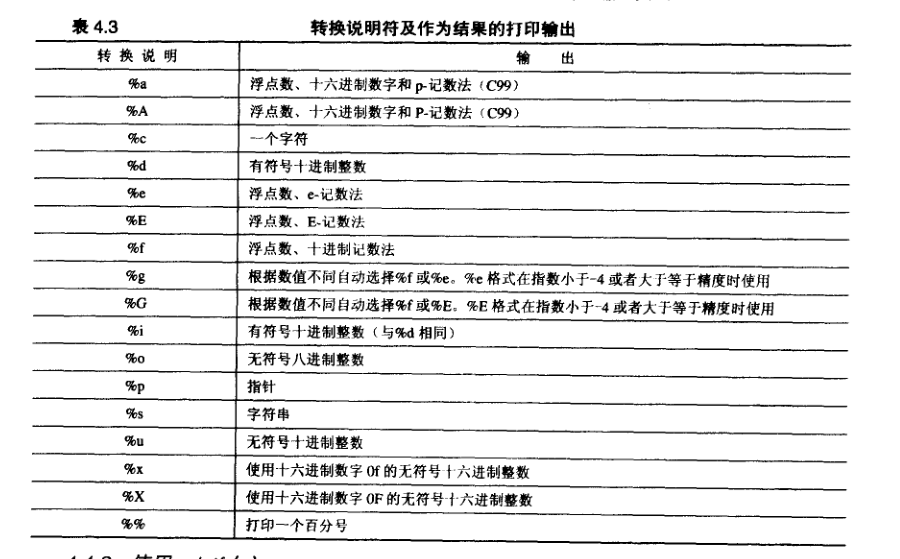 表 4.3 转换说明符及作为结果的打印输出
转 换 说 明 输 出
%a 浮点数、十六进制数字和 p-记数法（C99）
%A 浮点数、十六进制数字和 P-记数法（C99）
%c 一个字符
%d 有符号十进制整数
%e 浮点数、e-记数法
%E 浮点数、E-记数法
%f 浮点数、十进制记数法
%g 根据数值不同自动选择%f 或%e。%e 格式在指数小于-4 或者大于等于精度时使用
%G 根据数值不同自动选择%f 或%E。%E 格式在指数小于-4 或者大于等于精度时使用
%i 有符号十进制整数（与%d 相同）
%o 无符号八进制整数
%p 指针
%s 字符串
%u 无符号十进制整数
%x 使用十六进制数字 0f 的无符号十六进制整数
%X 使用十六进制数字 0F 的无符号十六进制整数
%% 打印一个百分号